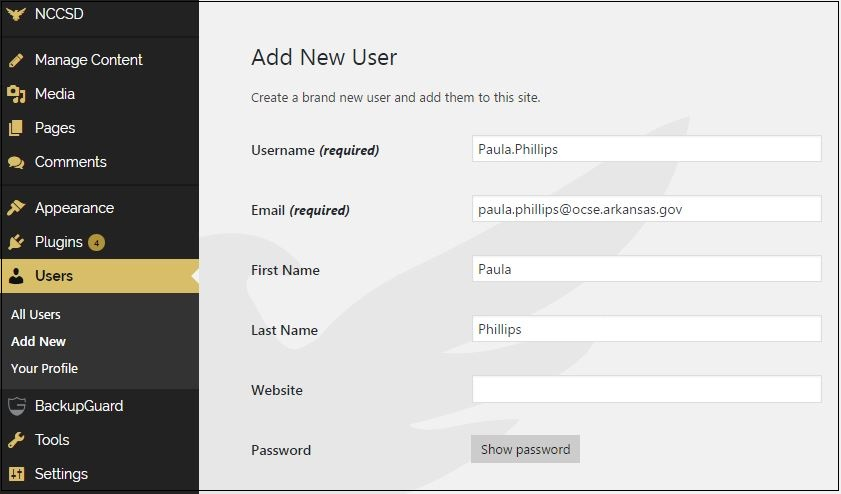 NCCSD
Manage Content
Media
Pages
Comments
Appearance
Plugins 4
Users
All Users
Add New
Your Profile
BackupGuard
Tools
Settings
Add New User
Create a brand new user and add them to this site.
Username (required) Paula.Phillips
Email (required) paula.phillips@ocse.arkansas.gov
First Name Paula
Last Name Phillips
Website
Password Show password